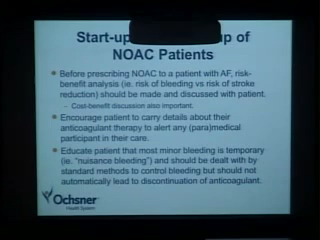 Start-up
up of
NOAC Patients
• Before prescribing NOAC to a patient with AF, risk-
benefit analysis (ie. risk of bleeding vs risk of stroke
reduction) should be made and discussed with patient.
– Cost-benefit discussion also important.
• Encourage patient to carry details about their
anticoagulant therapy to alert any (para)medical
participant in their care.
• Educate patient that most minor bleeding is temporary
(ie. "nuisance bleeding") and should be dealt with by
standard methods to control bleeding but should not
automatically lead to discontinuation of anticoagulant.
Ochsner
Health System